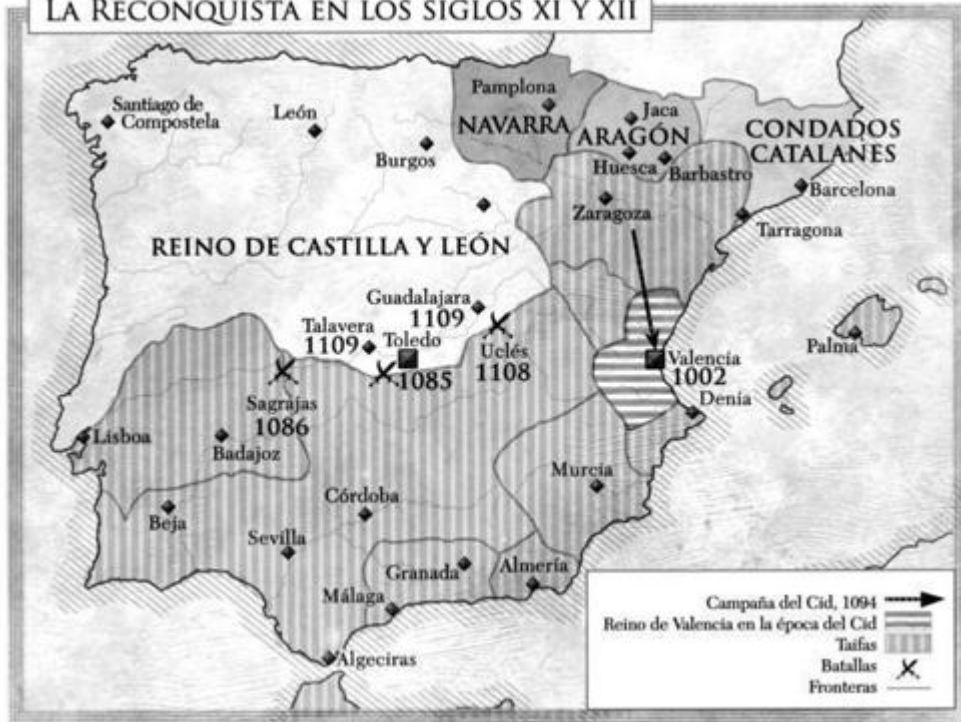 LA RECONQUISTA EN LOS SIGLOS XI Y XII
Pamplona
Santiago de
Compostela
León
Jaca
NAVARRA
ARAGÓN
CONDADOS
CATALANES
Burgos
Huesca
Barbastro
Barcelona
Zaragoza
Tarragona
REINO DE CASTILLA Y LEÓN
Guadalajara
1109
Talavera
1109
Toledo
1085
Uclés
1108
Valencia
1002
Palma
Sagrajas
1086
Denía
Lisboa
Badajoz
Murcia
Córdoba
Beja
Sevilla
Granada
Almería
Málaga
Algeciras
Campaña del Cid, 1094
Reino de Valencia en la época del Cid
Taifas
Batallas
Fronteras